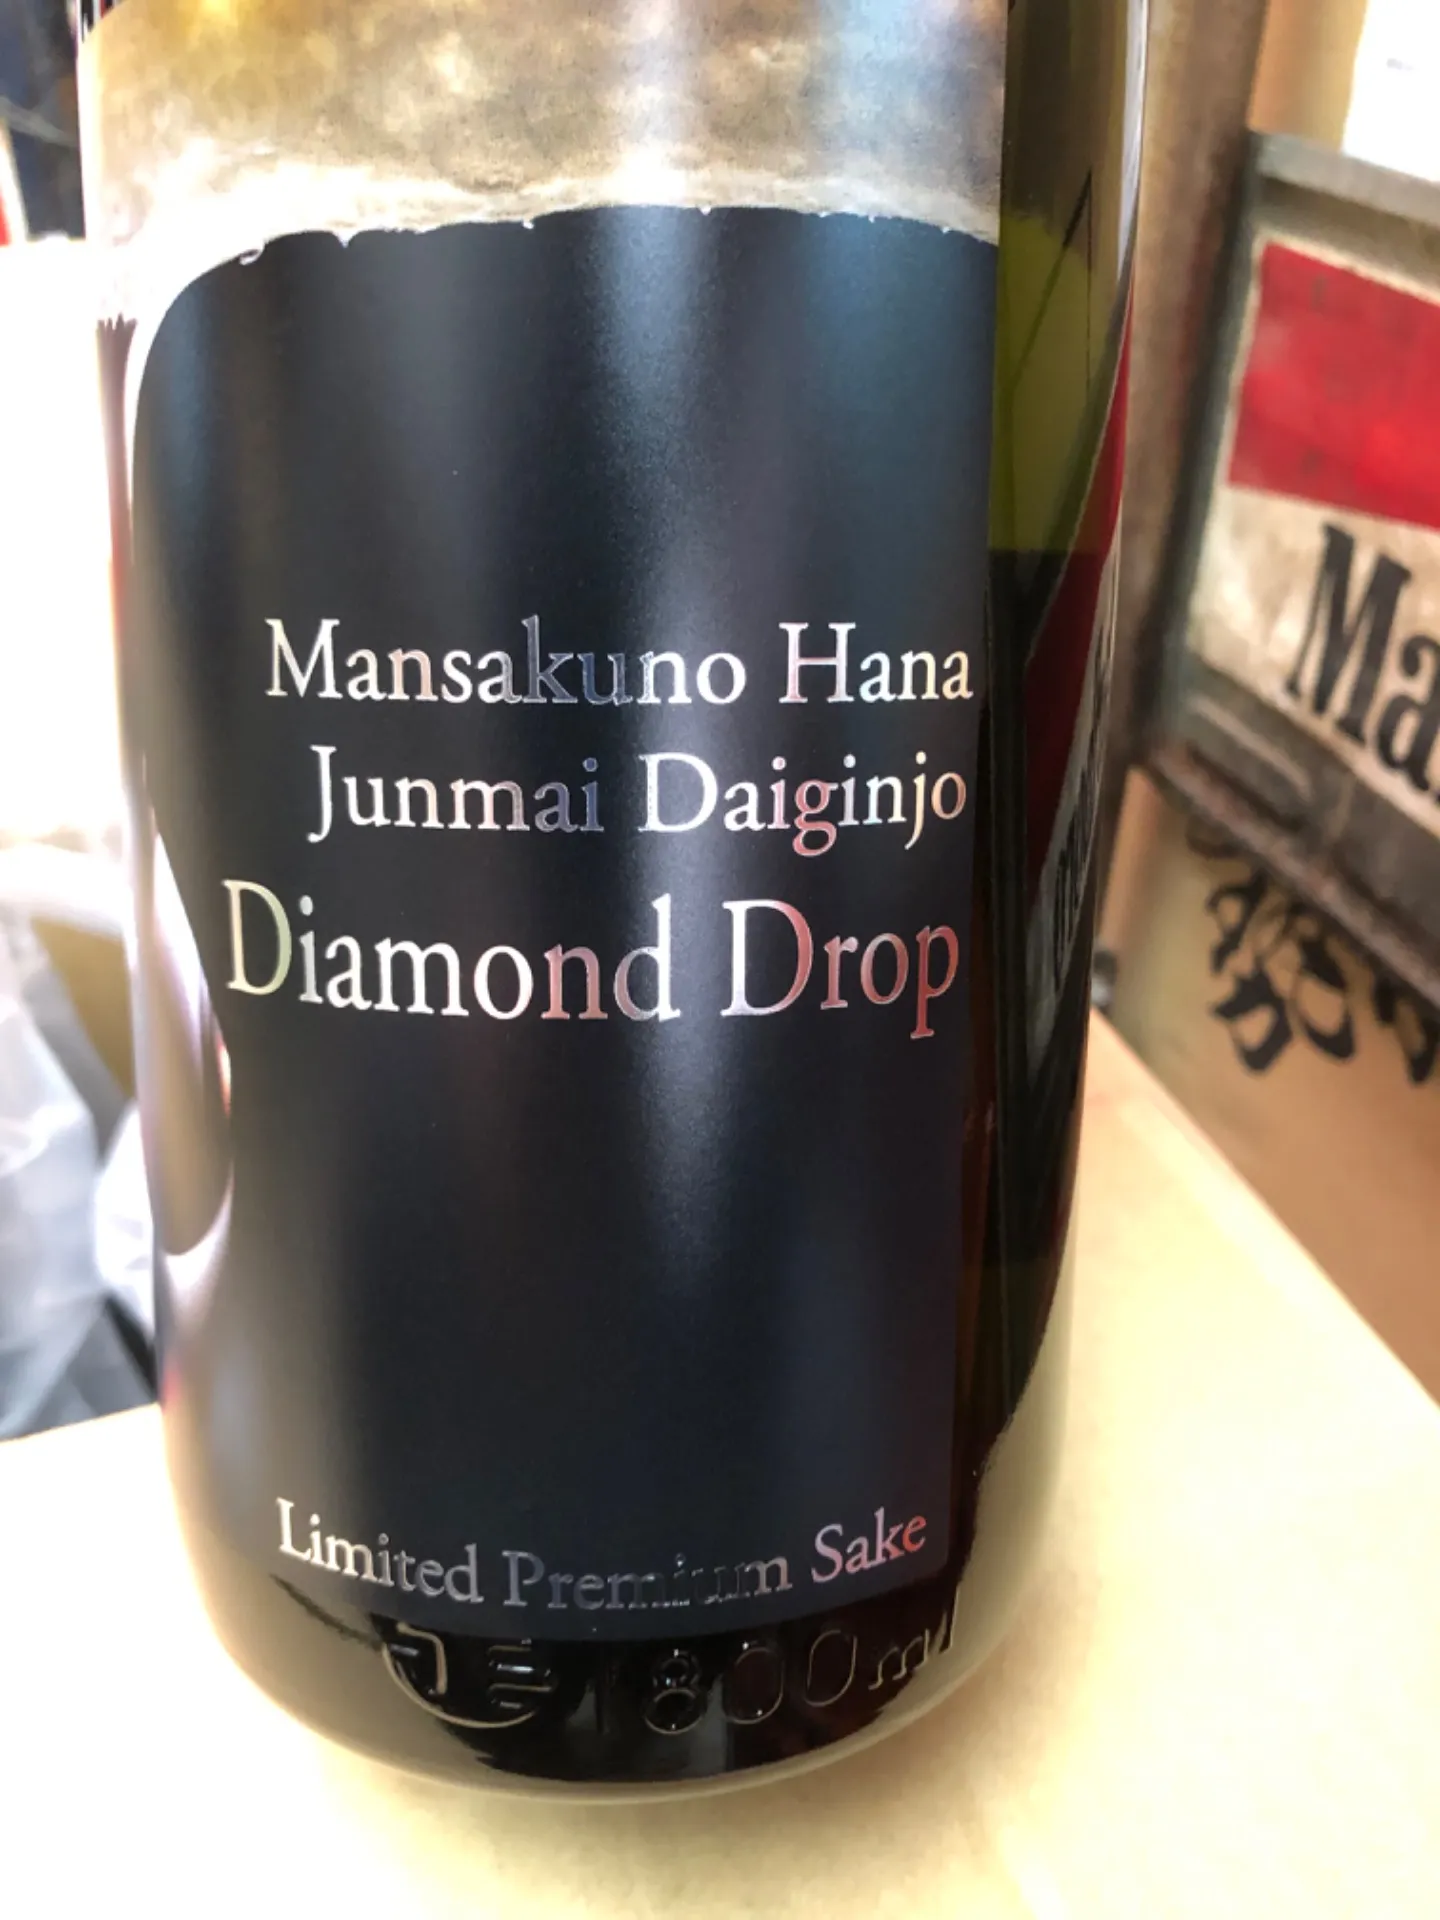 Mansakuno Hana
Junmai Daiginjo
Diamond Drop
Limited Premium Sake
1800ml